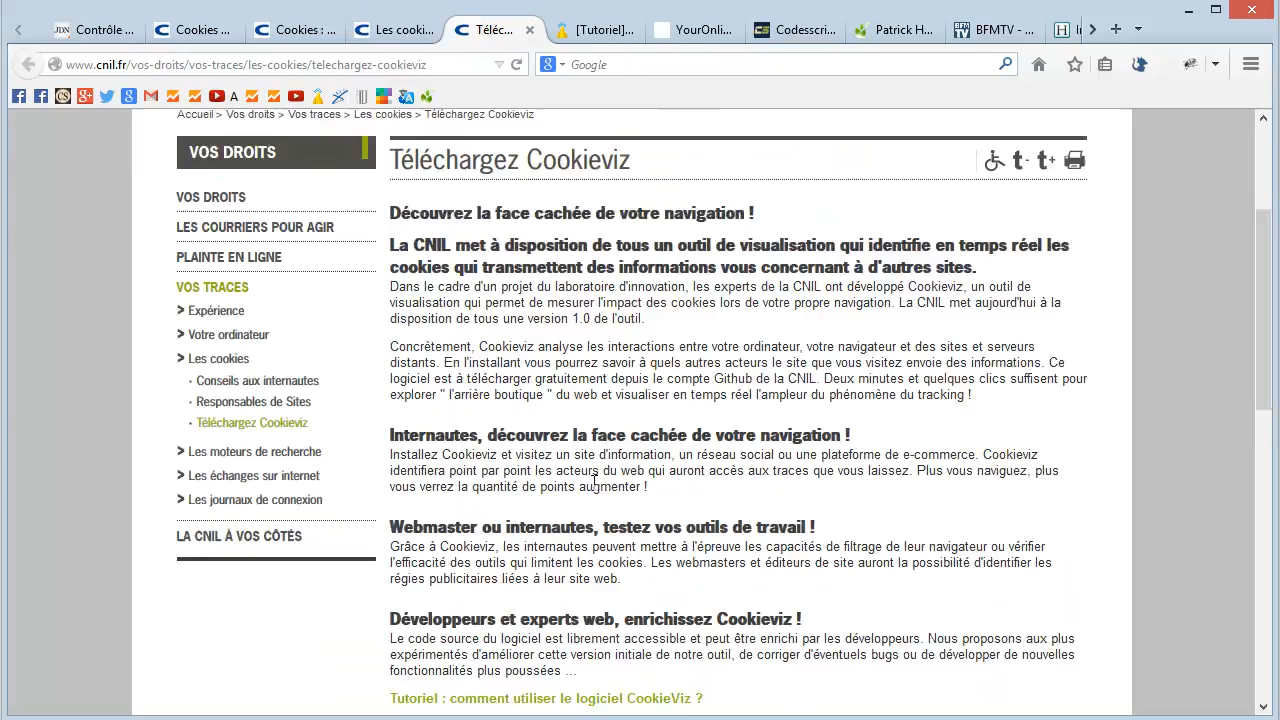 Contrôle ...
Cookies ...
Cookies : ...
Les cooki...
Téléc...
[Tutoriel]...
YourOnli...
Codesscri...
Patrick H...
BFMTV - ...
www.cnil.fr/vos-droits/vos-traces/les-cookies/telechargez-cookieviz
Google
Accueil > Vos droits > Vos traces > Les cookies > Téléchargez Cookieviz
VOS DROITS
VOS DROITS
LES COURRIERS POUR AGIR
PLAINTE EN LIGNE
VOS TRACES
> Expérience
> Votre ordinateur
> Les cookies
· Conseils aux internautes
· Responsables de Sites
· Téléchargez Cookieviz
> Les moteurs de recherche
> Les échanges sur internet
> Les journaux de connexion
LA CNIL À VOS CÔTÉS
Téléchargez Cookieviz
t- t+
Découvrez la face cachée de votre navigation !
La CNIL met à disposition de tous un outil de visualisation qui identifie en temps réel les
cookies qui transmettent des informations vous concernant à d'autres sites.
Dans le cadre d'un projet du laboratoire d'innovation, les experts de la CNIL ont développé Cookieviz, un outil de
visualisation qui permet de mesurer l'impact des cookies lors de votre propre navigation. La CNIL met aujourd'hui à la
disposition de tous une version 1.0 de l'outil.
Concrètement, Cookieviz analyse les interactions entre votre ordinateur, votre navigateur et des sites et serveurs
distants. En l'installant vous pourrez savoir à quels autres acteurs le site que vous visitez envoie des informations. Ce
logiciel est à télécharger gratuitement depuis le compte Github de la CNIL. Deux minutes et quelques clics suffisent pour
explorer " l'arrière boutique " du web et visualiser en temps réel l'ampleur du phénomène du tracking !
Internautes, découvrez la face cachée de votre navigation !
Installez Cookieviz et visitez un site d'information, un réseau social ou une plateforme de e-commerce. Cookieviz
identifiera point par point les acteurs du web qui auront accès aux traces que vous laissez. Plus vous naviguez, plus
vous verrez la quantité de points augmenter !
Webmaster ou internautes, testez vos outils de travail !
Grâce à Cookieviz, les internautes peuvent mettre à l'épreuve les capacités de filtrage de leur navigateur ou vérifier
l'efficacité des outils qui limitent les cookies. Les webmasters et éditeurs de site auront la possibilité d'identifier les
régies publicitaires liées à leur site web.
Développeurs et experts web, enrichissez Cookieviz !
Le code source du logiciel est librement accessible et peut être enrichi par les développeurs. Nous proposons aux plus
expérimentés d'améliorer cette version initiale de notre outil, de corriger d'éventuels bugs ou de développer de nouvelles
fonctionnalités plus poussées ...
Tutoriel : comment utiliser le logiciel CookieViz ?